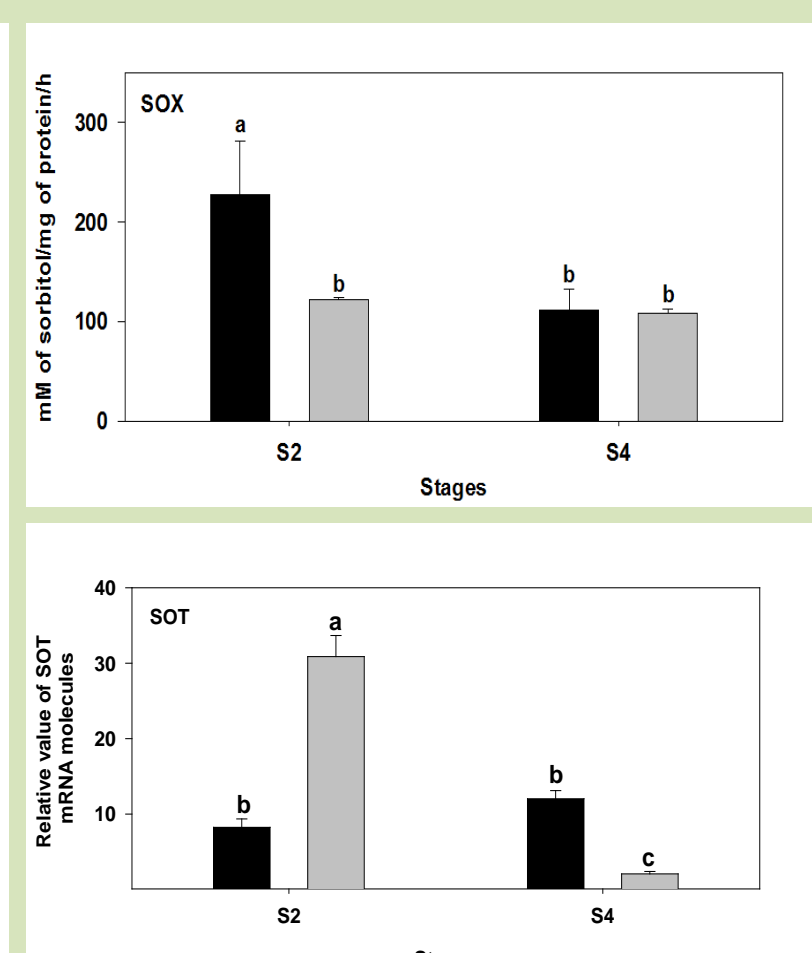 mM of sorbitol/mg of protein/h
SOX
300
200
100
0
a
b
b
b
S2
S4
Stages
Relative value of SOT
mRNA molecules
SOT
40
30
20
10
b
a
b
c
S2
S4